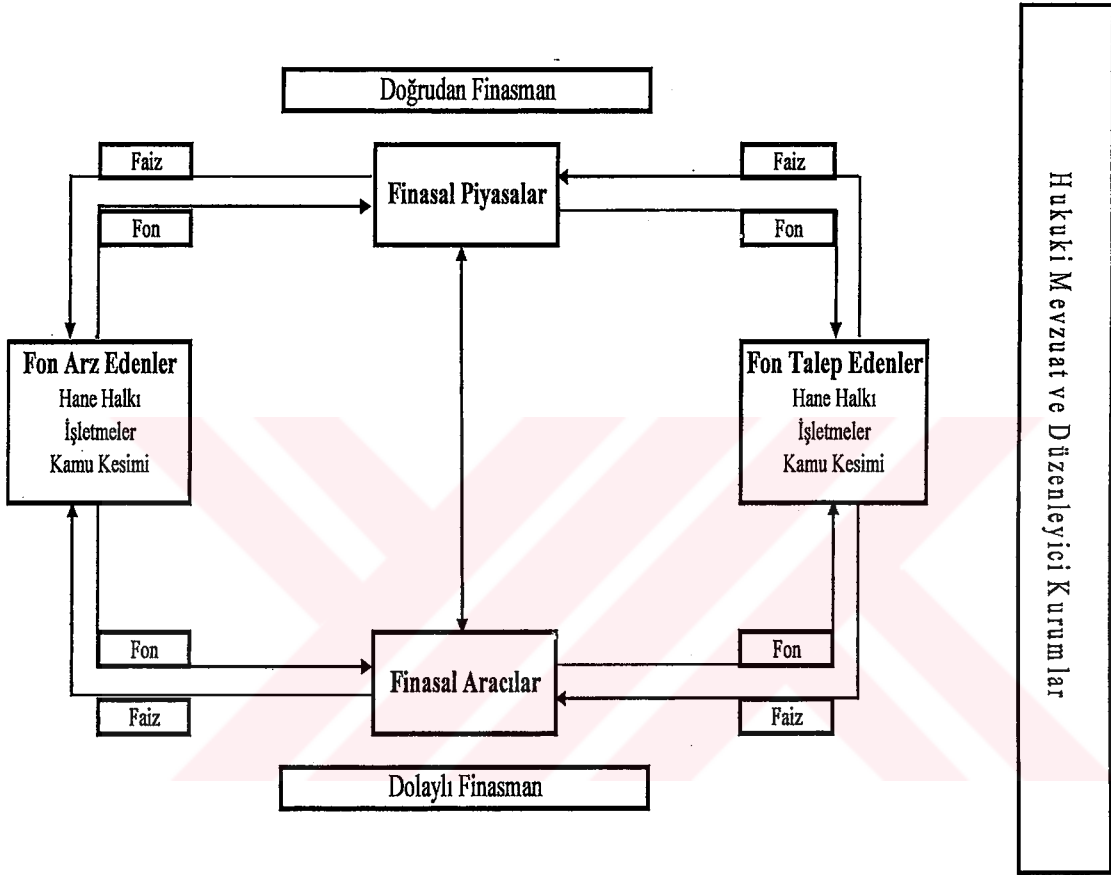 Doğrudan Finasman
Faiz
Finasal Piyasalar
Faiz
Fon
Fon
Fon Arz Edenler
Hane Halkı
İşletmeler
Kamu Kesimi
Fon Talep Edenler
Hane Halkı
İşletmeler
Kamu Kesimi
Fon
Finasal Aracılar
Fon
Faiz
Faiz
Dolaylı Finasman
Hukuki Mevzuat ve Düzenleyici Kurumlar